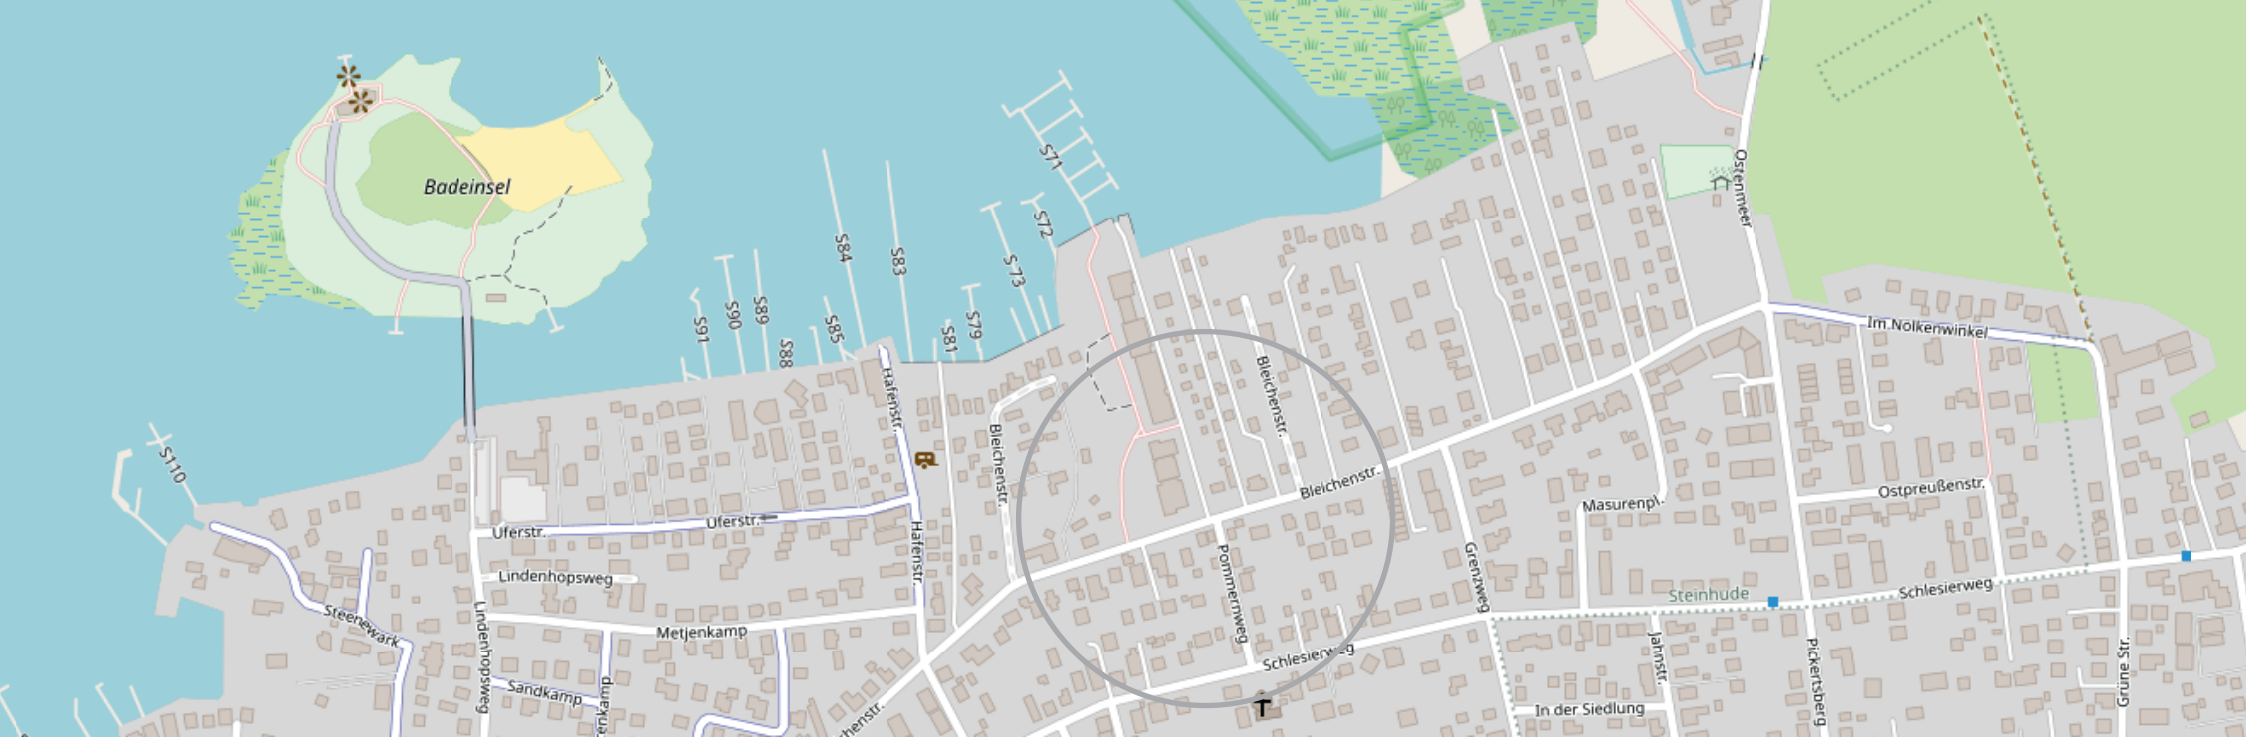 Badeinsel
S71
S72
S 73
S84
S83
S91
S90
S89
S88
S85
S81
S79
S110
Ostenmeer
Im Nölkenwinkel
Hafenstr.
Bleichenstr.
Bleichenstr.
Bleichenstr.
Uferstr.
Uferstr.
Hafenstr.
Lindenhopsweg
Steenewark
Lindenhopsweg
Metjenkamp
Sandkamp
Pommernweg
Schlesierweg
Grenzweg
Masurenpl.
Ostpreußenstr.
Steinhude
Schlesierweg
Jahnstr.
Pickertsberg
Grüne Str.
In der Siedlung